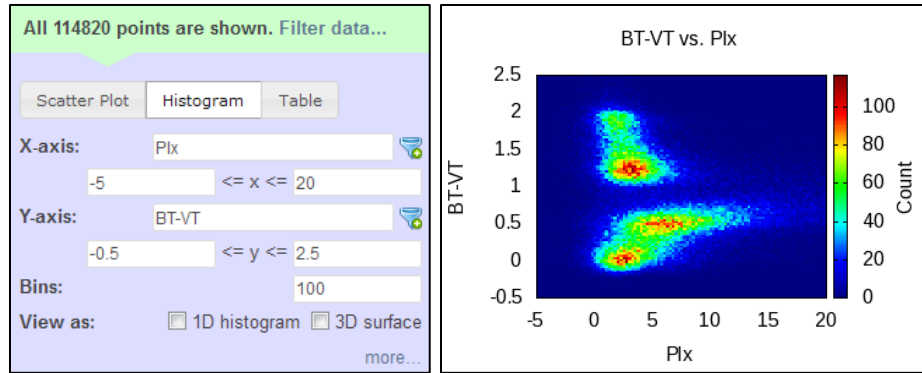 All 114820 points are shown. Filter data...
Scatter Plot Histogram Table
X-axis: Plx
-5 <= x <= 20
Y-axis: BT-VT
-0.5 <= y <= 2.5
Bins: 100
View as: 1D histogram 3D surface
more...
BT-VT vs. Plx
2.5
2
1.5
1
0.5
0
-0.5
BT-VT
-5 0 5 10 15 20
Plx
100
80
60
40
20
0
Count